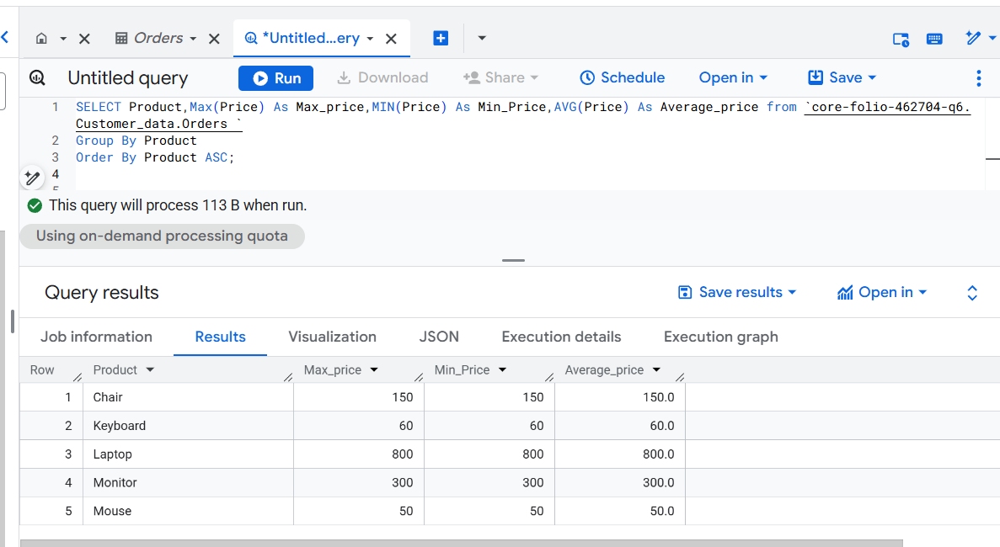 Orders
*Untitled...ery
Untitled query
Run
Download
Share
Schedule
Open in
Save
1 SELECT Product,Max(Price) As Max_price,MIN(Price) As Min_Price,AVG(Price) As Average_price from `core-folio-462704-q6.
Customer_data.Orders `
2 Group By Product
3 Order By Product ASC;
4
5
This query will process 113 B when run.
Using on-demand processing quota
Query results
Save results
Open in
Job information Results Visualization JSON Execution details Execution graph
Row Product Max_price Min_Price Average_price
1 Chair 150 150 150.0
2 Keyboard 60 60 60.0
3 Laptop 800 800 800.0
4 Monitor 300 300 300.0
5 Mouse 50 50 50.0